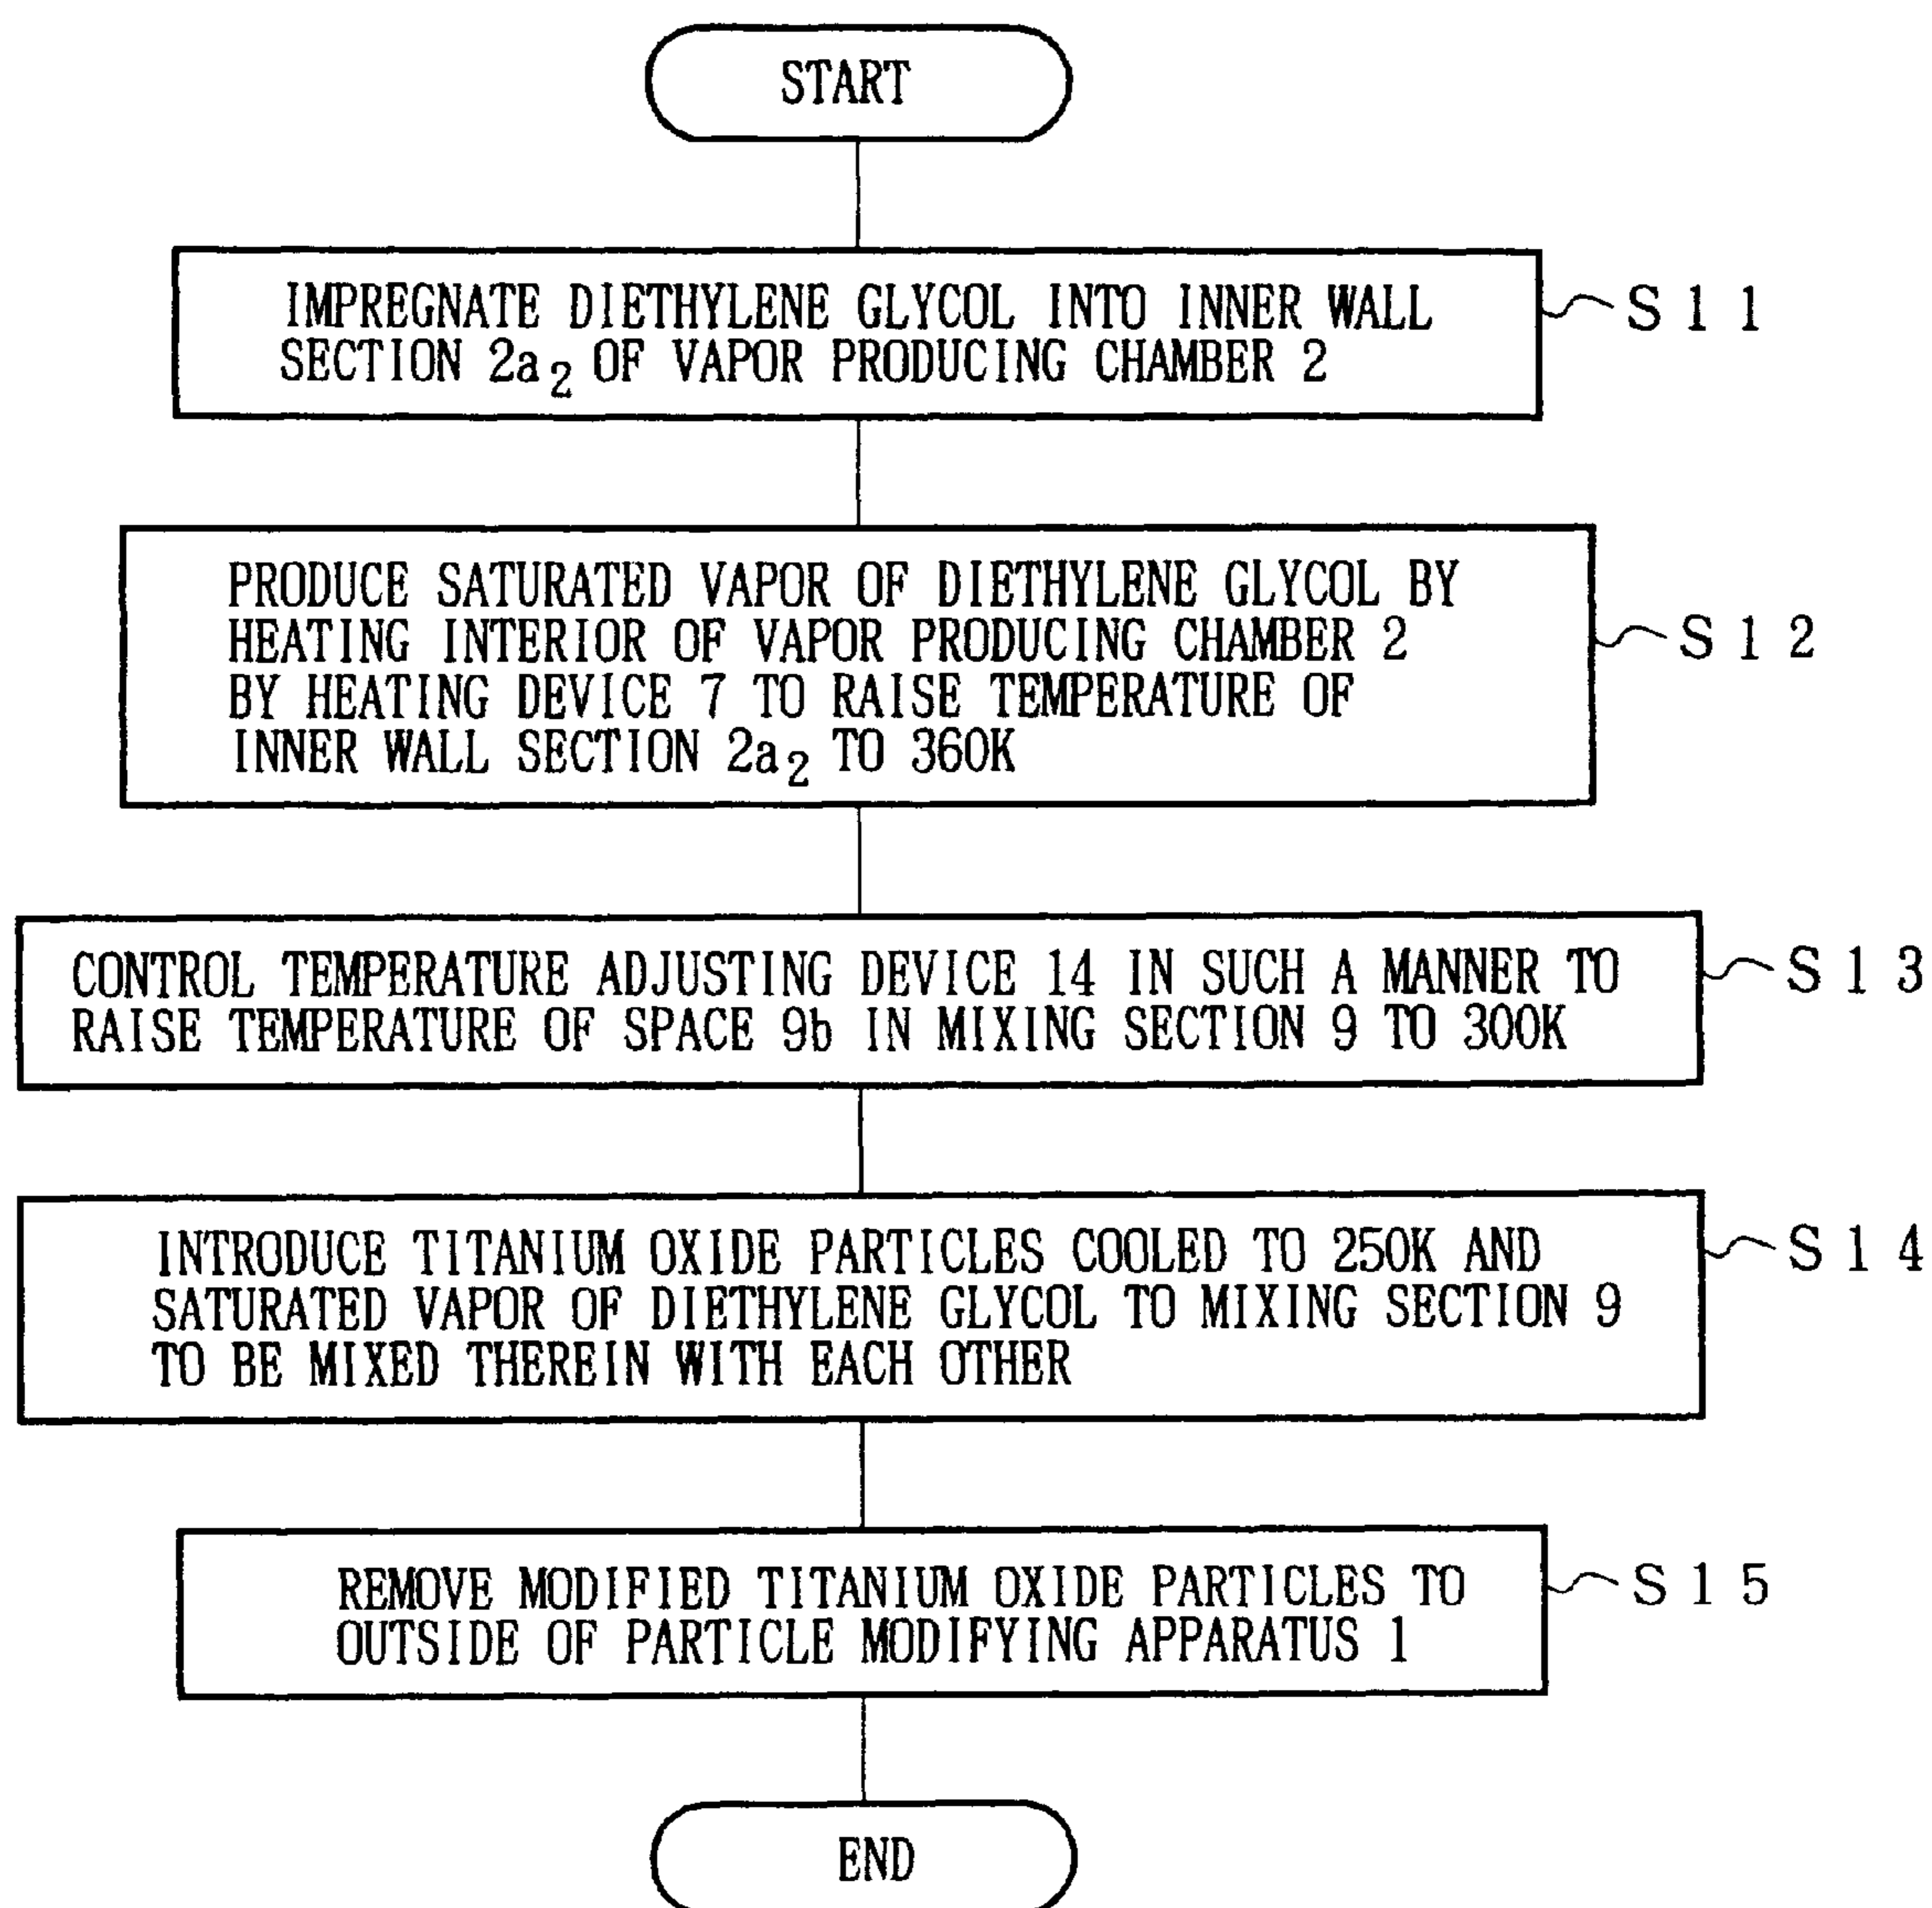 START
IMPREGNATE DIETHYLENE GLYCOL INTO INNER WALL
SECTION 2a₂ OF VAPOR PRODUCING CHAMBER 2
S11
PRODUCE SATURATED VAPOR OF DIETHYLENE GLYCOL BY
HEATING INTERIOR OF VAPOR PRODUCING CHAMBER 2
BY HEATING DEVICE 7 TO RAISE TEMPERATURE OF
INNER WALL SECTION 2a₂ TO 360K
S12
CONTROL TEMPERATURE ADJUSTING DEVICE 14 IN SUCH A MANNER TO
RAISE TEMPERATURE OF SPACE 9b IN MIXING SECTION 9 TO 300K
S13
INTRODUCE TITANIUM OXIDE PARTICLES COOLED TO 250K AND
SATURATED VAPOR OF DIETHYLENE GLYCOL TO MIXING SECTION 9
TO BE MIXED THEREIN WITH EACH OTHER
S14
REMOVE MODIFIED TITANIUM OXIDE PARTICLES TO
OUTSIDE OF PARTICLE MODIFYING APPARATUS 1
S15
END